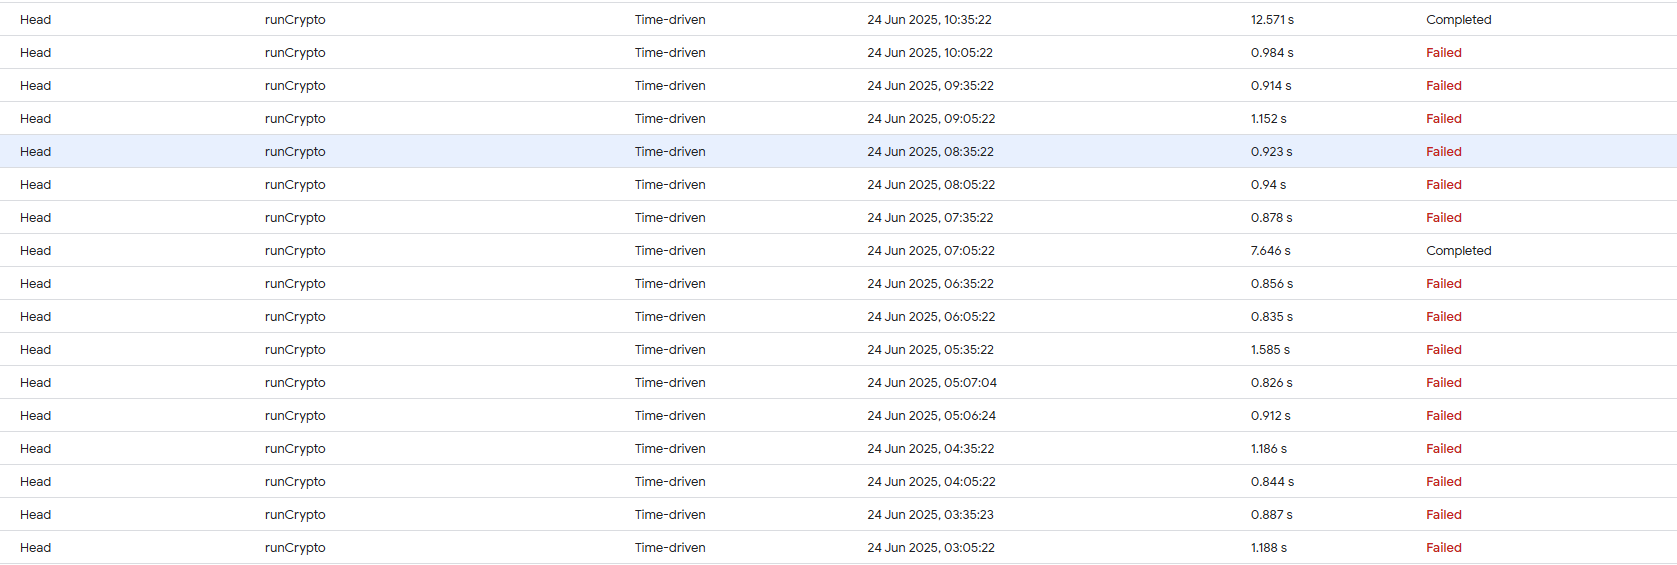 Head runCrypto Time-driven 24 Jun 2025, 10:35:22 12.571 s Completed
Head runCrypto Time-driven 24 Jun 2025, 10:05:22 0.984 s Failed
Head runCrypto Time-driven 24 Jun 2025, 09:35:22 0.914 s Failed
Head runCrypto Time-driven 24 Jun 2025, 09:05:22 1.152 s Failed
Head runCrypto Time-driven 24 Jun 2025, 08:35:22 0.923 s Failed
Head runCrypto Time-driven 24 Jun 2025, 08:05:22 0.94 s Failed
Head runCrypto Time-driven 24 Jun 2025, 07:35:22 0.878 s Failed
Head runCrypto Time-driven 24 Jun 2025, 07:05:22 7.646 s Completed
Head runCrypto Time-driven 24 Jun 2025, 06:35:22 0.856 s Failed
Head runCrypto Time-driven 24 Jun 2025, 06:05:22 0.835 s Failed
Head runCrypto Time-driven 24 Jun 2025, 05:35:22 1.585 s Failed
Head runCrypto Time-driven 24 Jun 2025, 05:07:04 0.826 s Failed
Head runCrypto Time-driven 24 Jun 2025, 05:06:24 0.912 s Failed
Head runCrypto Time-driven 24 Jun 2025, 04:35:22 1.186 s Failed
Head runCrypto Time-driven 24 Jun 2025, 04:05:22 0.844 s Failed
Head runCrypto Time-driven 24 Jun 2025, 03:35:23 0.887 s Failed
Head runCrypto Time-driven 24 Jun 2025, 03:05:22 1.188 s Failed